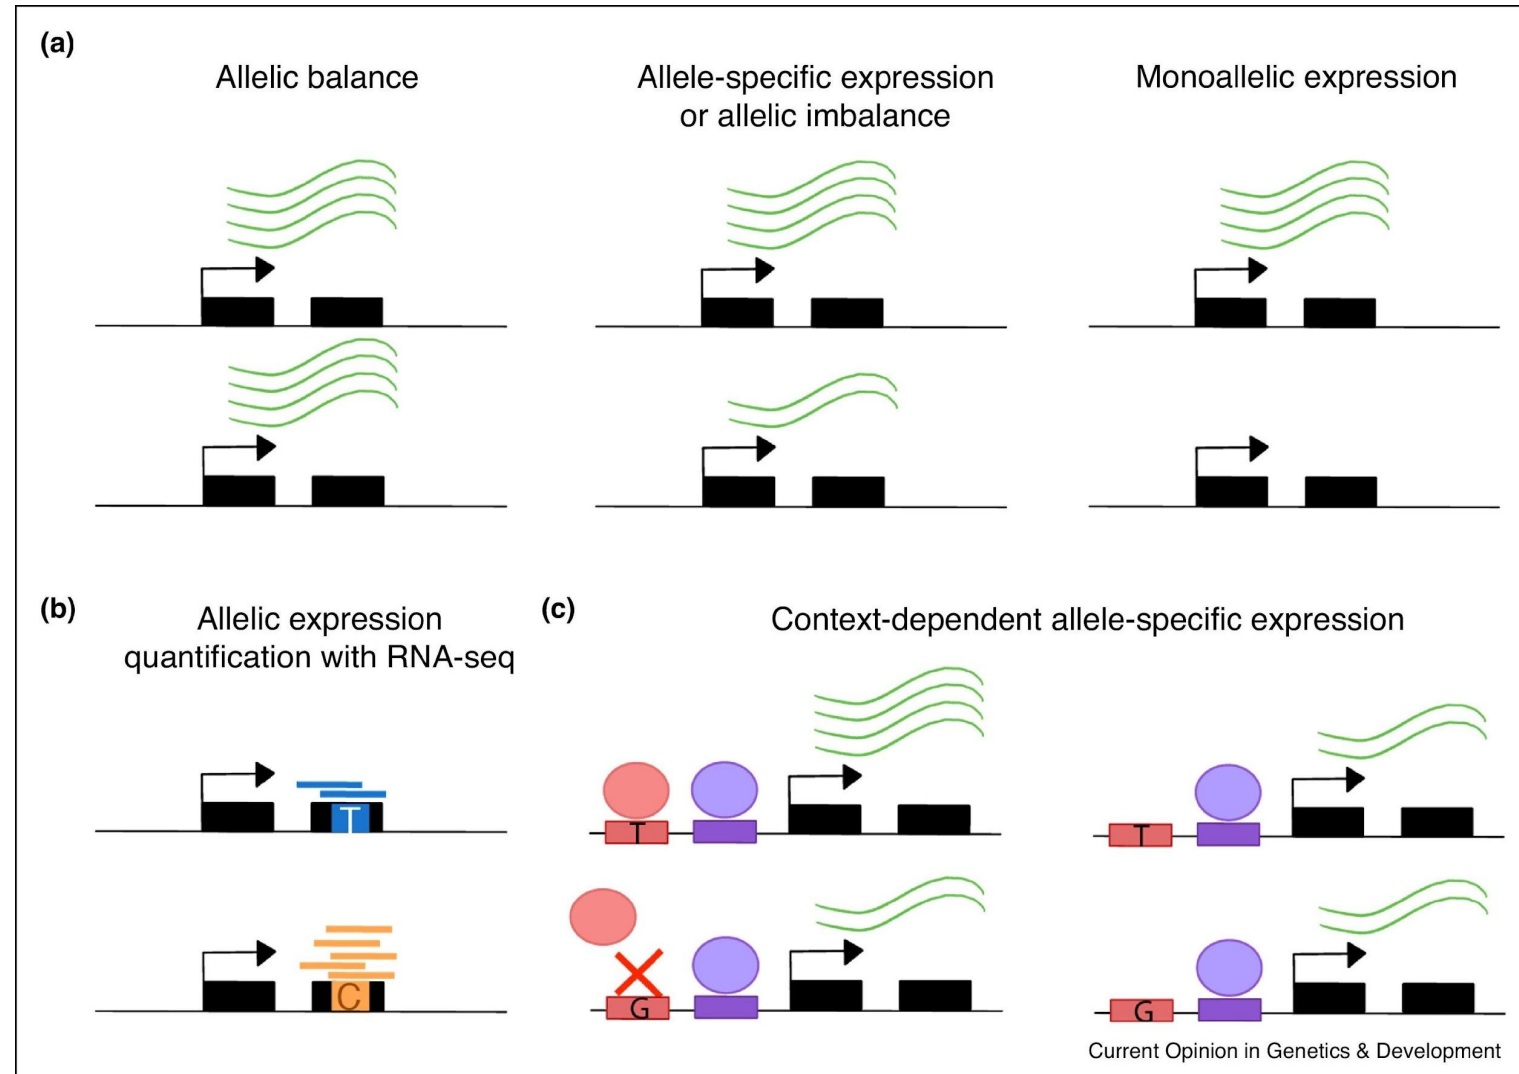 (a)
Allelic balance
Allele-specific expression
or allelic imbalance
Monoallelic expression
(b)
Allelic expression
quantification with RNA-seq
T
C
(c)
Context-dependent allele-specific expression
T
T
G
G
Current Opinion in Genetics & Development